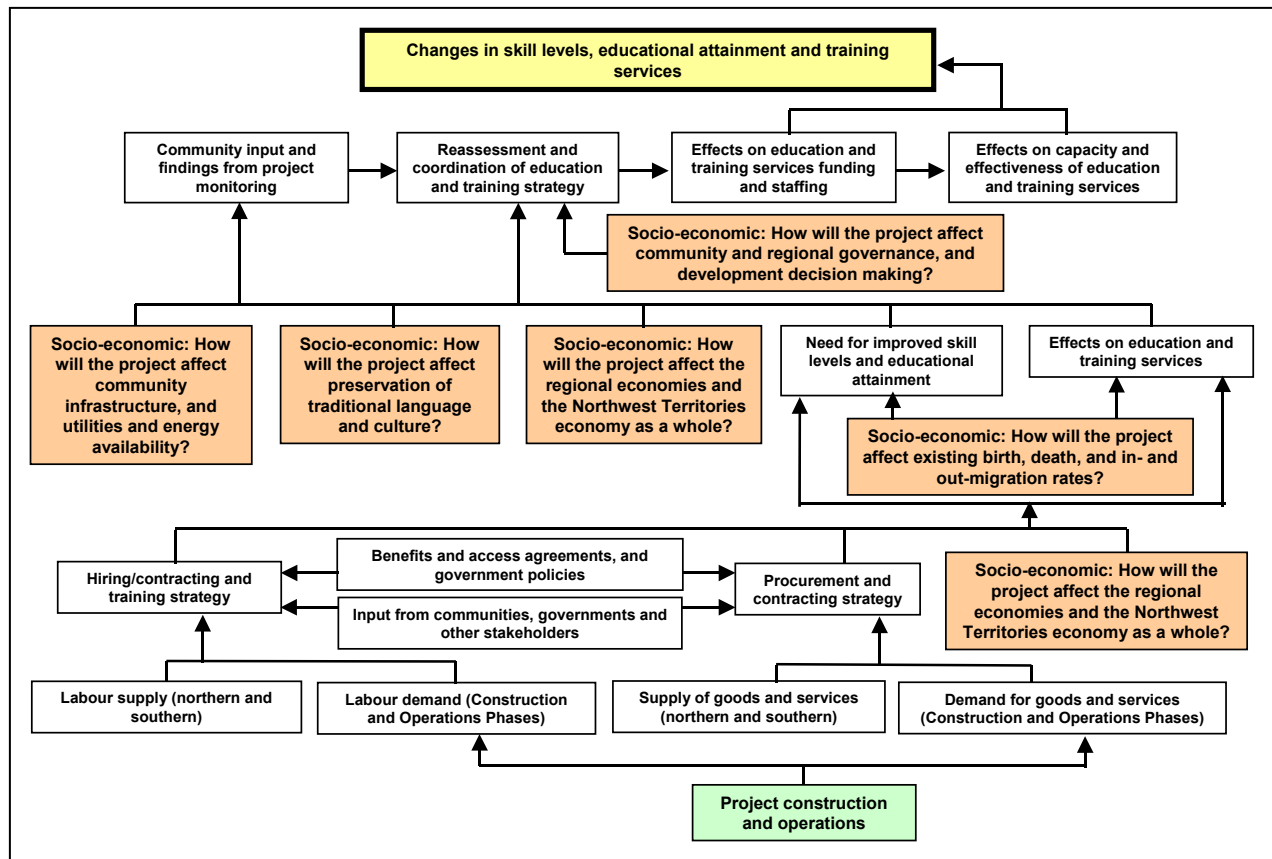 Changes in skill levels, educational attainment and training
services
Community input and
findings from project
monitoring
Reassessment and
coordination of education
and training strategy
Effects on education and
training services funding
and staffing
Effects on capacity and
effectiveness of education
and training services
Socio-economic: How will the project affect
community and regional governance, and
development decision making?
Socio-economic: How
will the project affect
community
infrastructure, and
utilities and energy
availability?
Socio-economic: How
will the project affect
preservation of
traditional language
and culture?
Socio-economic: How
will the project affect the
regional economies and
the Northwest Territories
economy as a whole?
Need for improved skill
levels and educational
attainment
Effects on education and
training services
Socio-economic: How will the project
affect existing birth, death, and in- and
out-migration rates?
Hiring/contracting and
training strategy
Benefits and access agreements, and
government policies
Input from communities, governments and
other stakeholders
Procurement and
contracting strategy
Socio-economic: How will the
project affect the regional
economies and the Northwest
Territories economy as a whole?
Labour supply (northern and
southern)
Labour demand (Construction
and Operations Phases)
Supply of goods and services
(northern and southern)
Demand for goods and services
(Construction and Operations Phases)
Project construction
and operations